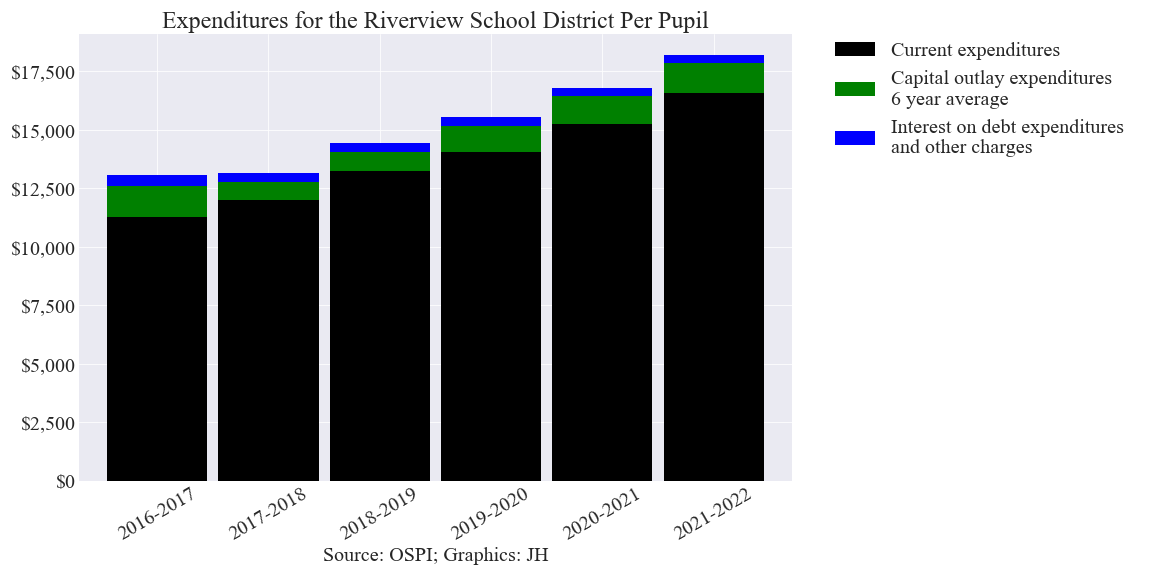 Expenditures for the Riverview School District Per Pupil
$17,500
$15,000
$12,500
$10,000
$7,500
$5,000
$2,500
$0
2016-2017
2017-2018
2018-2019
2019-2020
2020-2021
2021-2022
Source: OSPI; Graphics: JH
Current expenditures
Capital outlay expenditures
6 year average
Interest on debt expenditures
and other charges